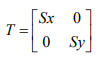 T = [Sx 0
0 Sy]